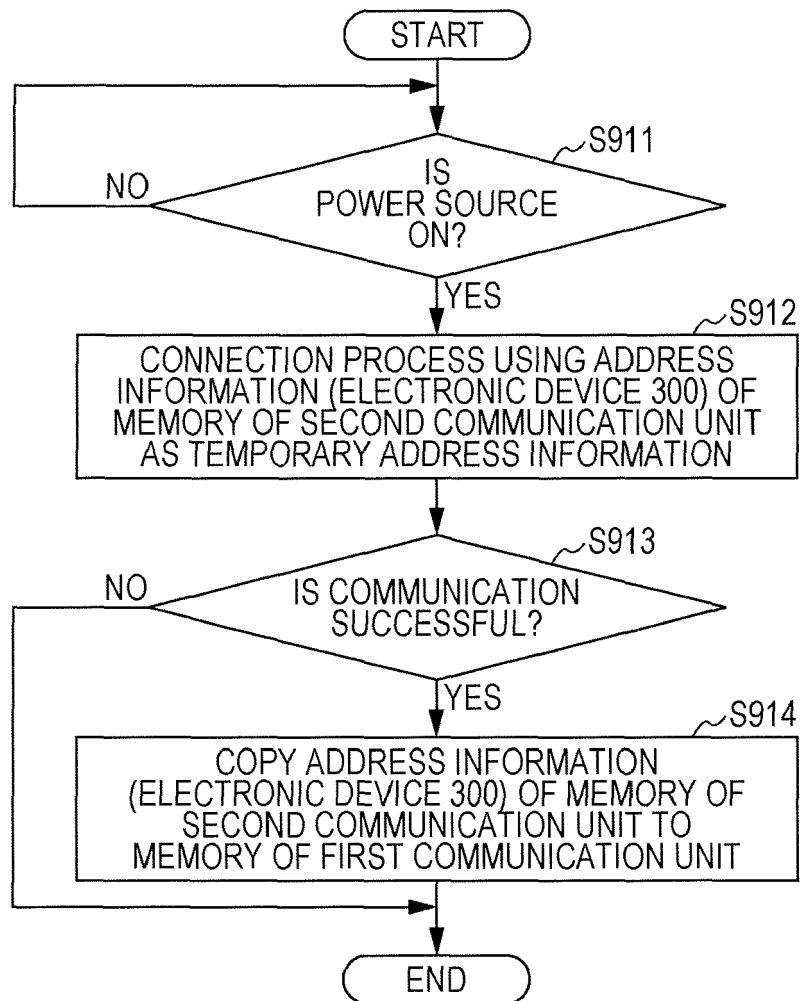 START
S911
IS
POWER SOURCE
ON?
NO
YES
S912
CONNECTION PROCESS USING ADDRESS
INFORMATION (ELECTRONIC DEVICE 300) OF
MEMORY OF SECOND COMMUNICATION UNIT
AS TEMPORARY ADDRESS INFORMATION
S913
NO
IS COMMUNICATION
SUCCESSFUL?
YES
S914
COPY ADDRESS INFORMATION
(ELECTRONIC DEVICE 300) OF MEMORY OF
SECOND COMMUNICATION UNIT TO
MEMORY OF FIRST COMMUNICATION UNIT
END